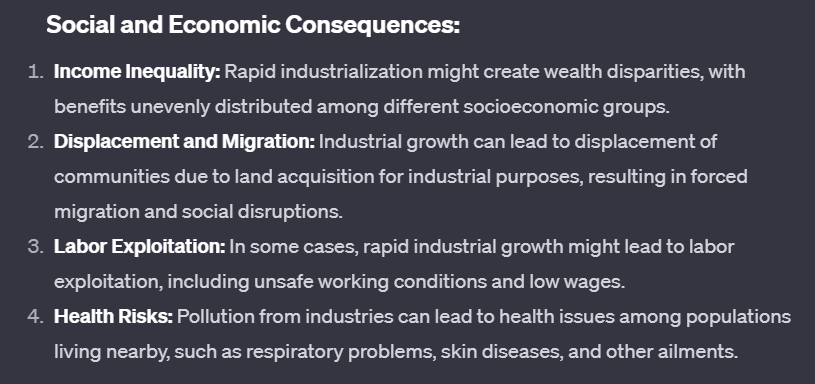 Social and Economic Consequences:
1. Income Inequality: Rapid industrialization might create wealth disparities, with
benefits unevenly distributed among different socioeconomic groups.
2. Displacement and Migration: Industrial growth can lead to displacement of
communities due to land acquisition for industrial purposes, resulting in forced
migration and social disruptions.
3. Labor Exploitation: In some cases, rapid industrial growth might lead to labor
exploitation, including unsafe working conditions and low wages.
4. Health Risks: Pollution from industries can lead to health issues among populations
living nearby, such as respiratory problems, skin diseases, and other ailments.